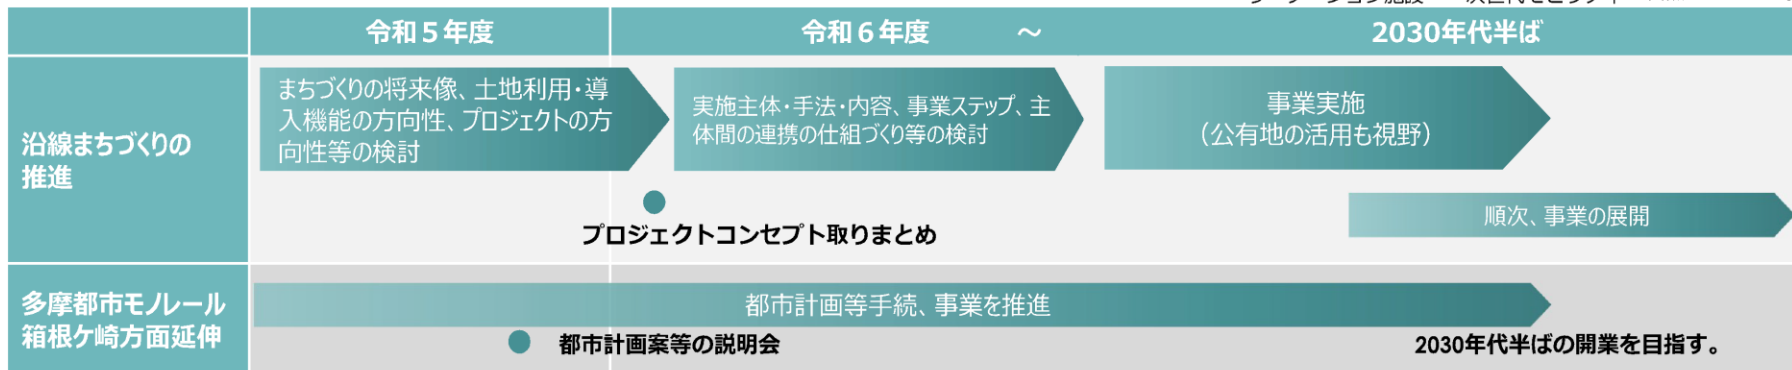 令和５年度
令和６年度 ～ 2030年代半ば
沿線まちづくりの
推進
まちづくりの将来像、土地利用・導
入機能の方向性、プロジェクトの方
向性等の検討
実施主体・手法・内容、事業ステップ、主
体間の連携の仕組づくり等の検討
事業実施
（公有地の活用も視野）
順次、事業の展開
プロジェクトコンセプト取りまとめ
多摩都市モノレール
箱根ケ崎方面延伸
都市計画等手続、事業を推進
都市計画案等の説明会
2030年代半ばの開業を目指す。